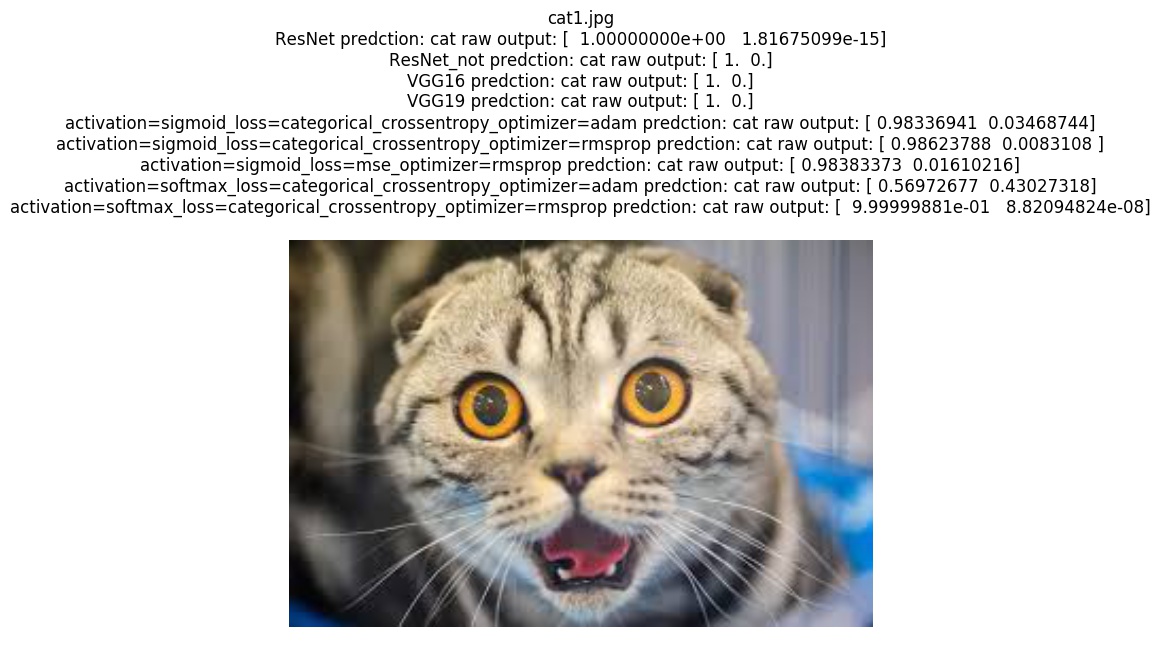 cat1.jpg
ResNet predction: cat raw output: [  1.00000000e+00   1.81675099e-15]
ResNet_not predction: cat raw output: [ 1.  0.]
VGG16 predction: cat raw output: [ 1.  0.]
VGG19 predction: cat raw output: [ 1.  0.]
activation=sigmoid_loss=categorical_crossentropy_optimizer=adam predction: cat raw output: [ 0.98336941  0.03468744]
activation=sigmoid_loss=categorical_crossentropy_optimizer=rmsprop predction: cat raw output: [ 0.98623788  0.0083108 ]
activation=sigmoid_loss=mse_optimizer=rmsprop predction: cat raw output: [ 0.98383373  0.01610216]
activation=softmax_loss=categorical_crossentropy_optimizer=adam predction: cat raw output: [ 0.56972677  0.43027318]
activation=softmax_loss=categorical_crossentropy_optimizer=rmsprop predction: cat raw output: [  9.99999881e-01   8.82094824e-08]